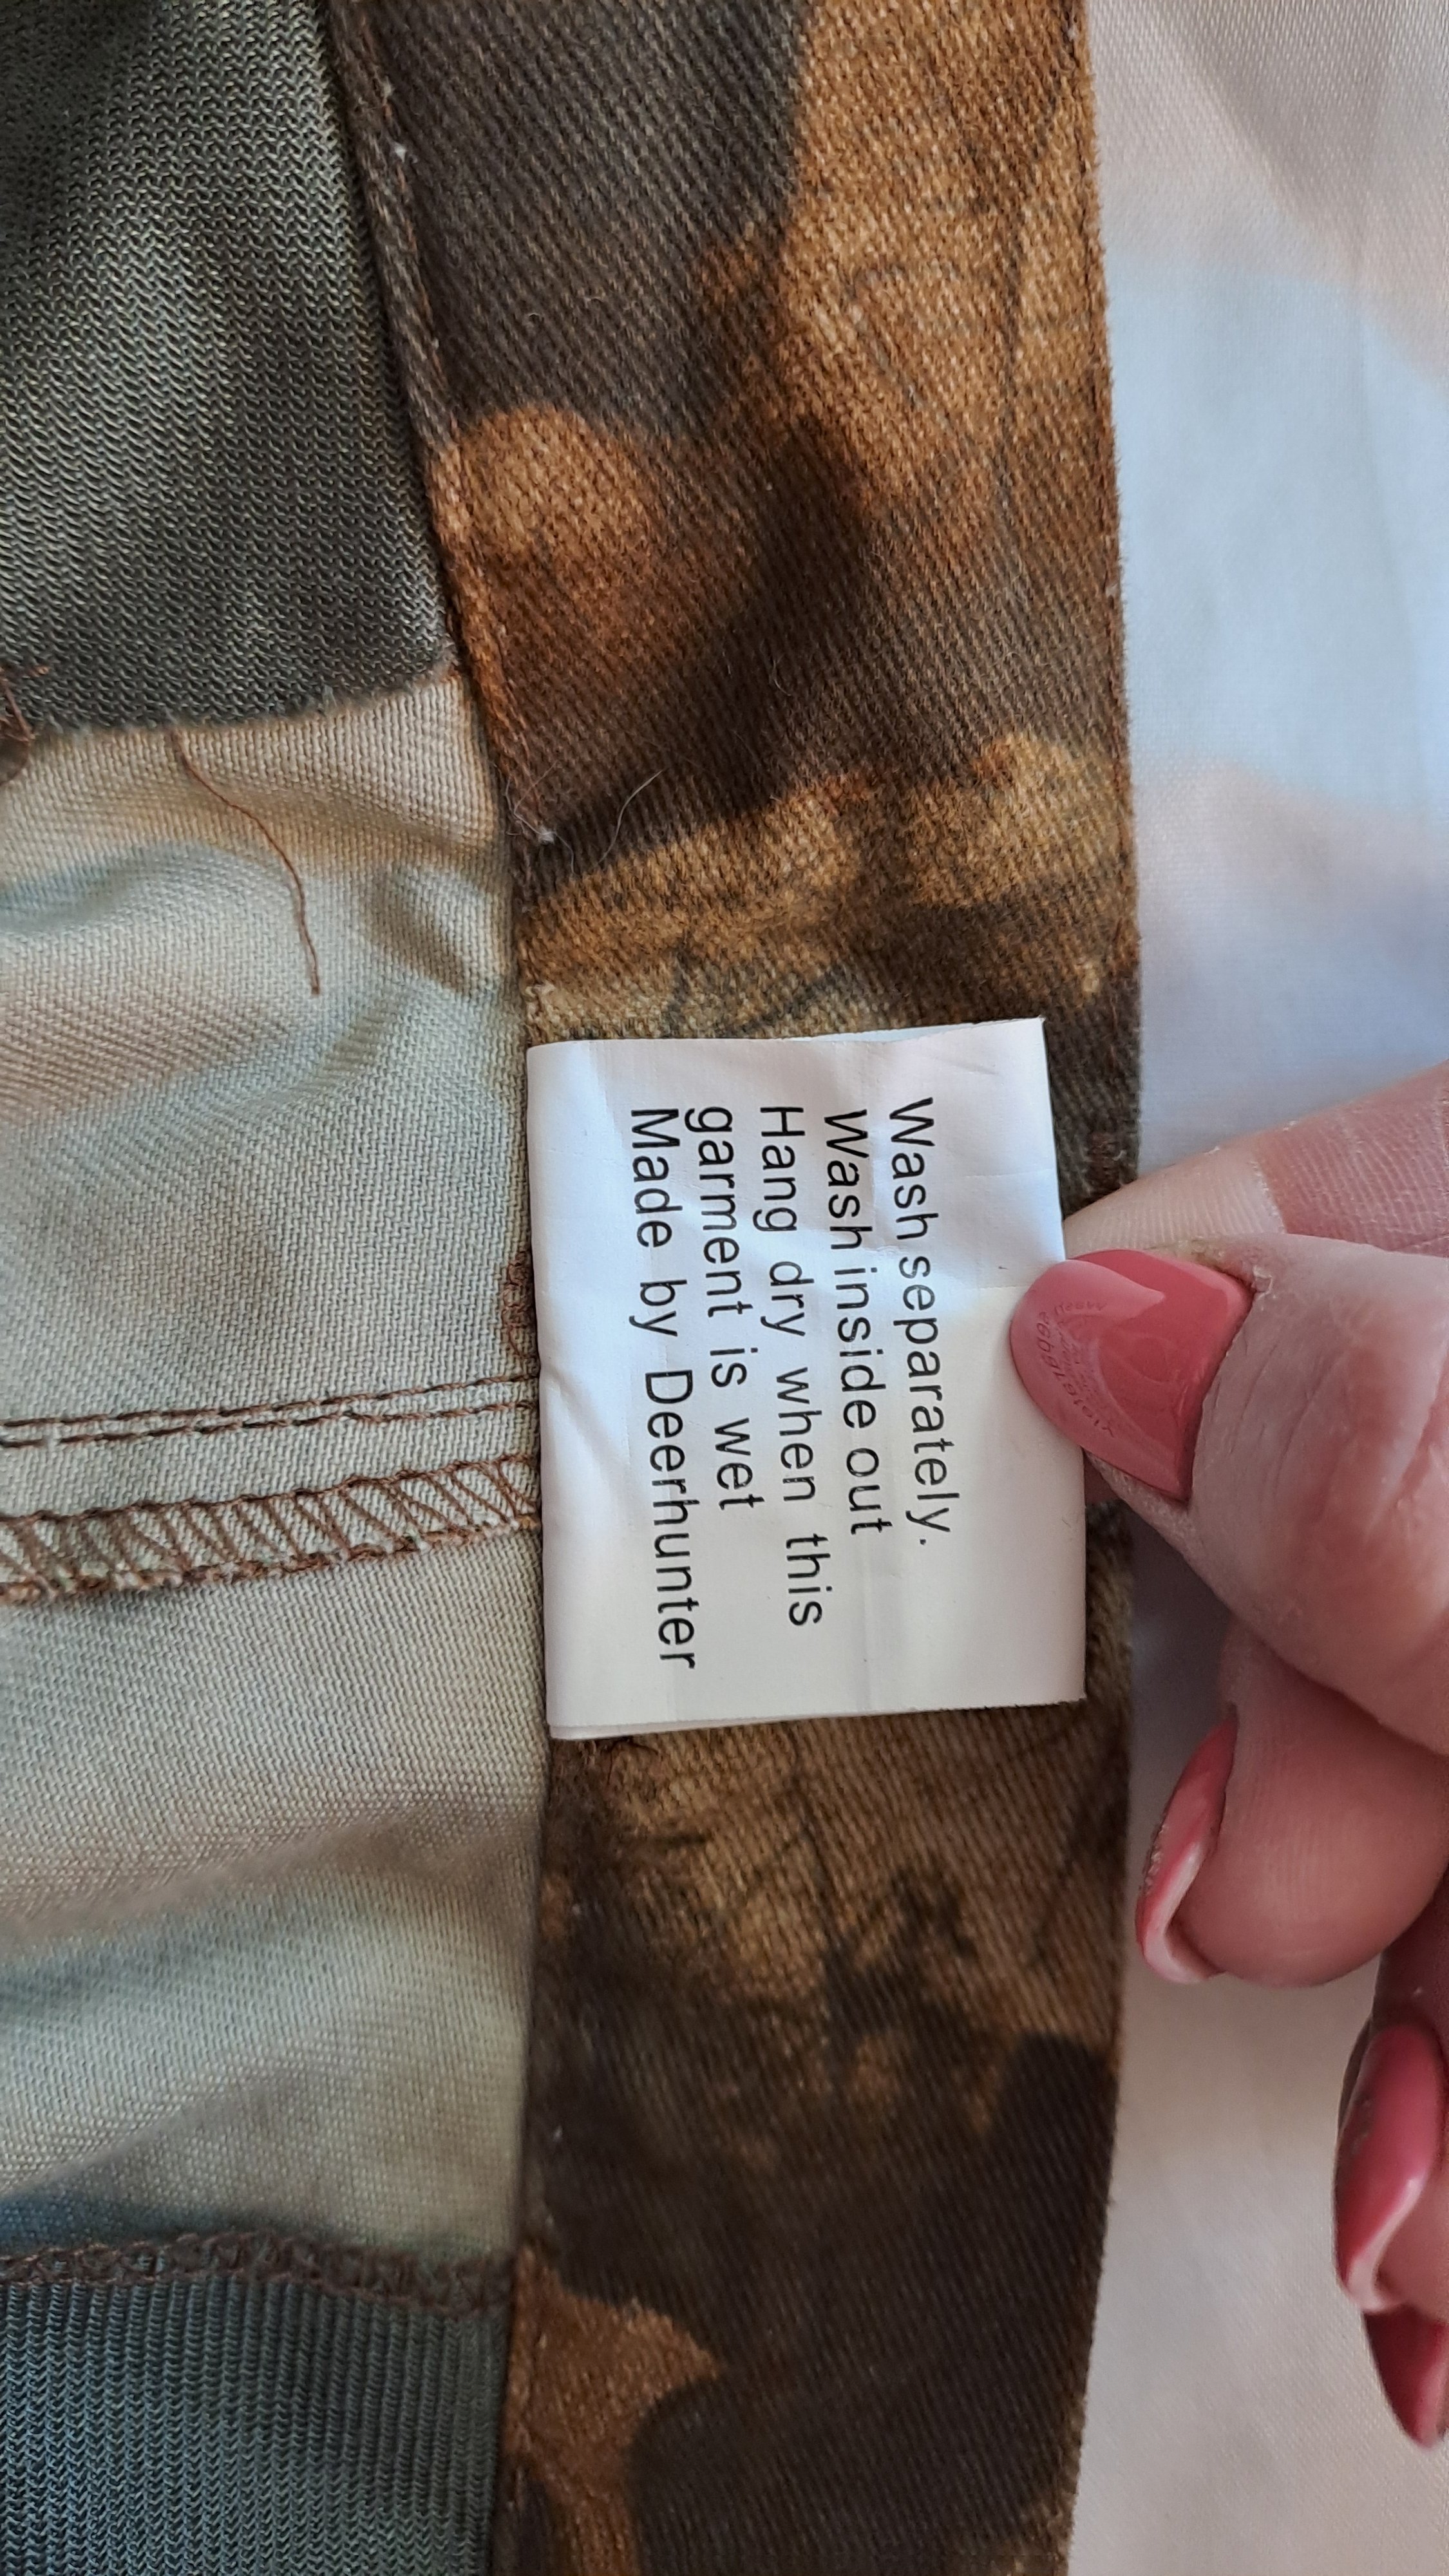 Wash separately.
Wash inside out
Hang dry when this
garment is wet
Made by Deerhunter